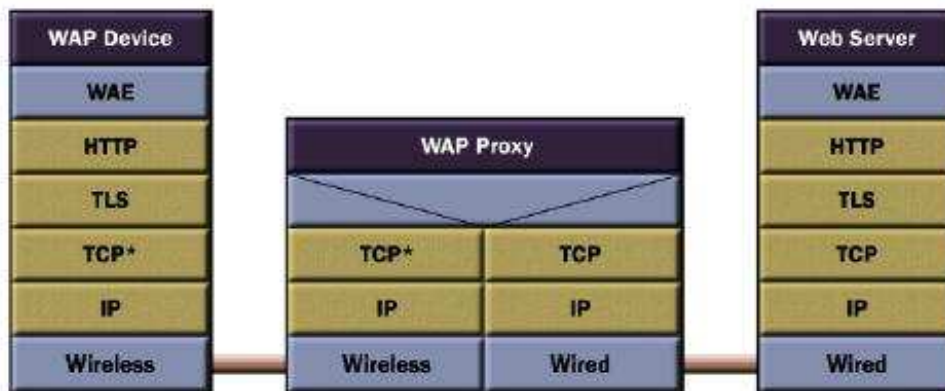 WAP Device
WAE
HTTP
TLS
TCP*
IP
Wireless
WAP Proxy
TCP* TCP
IP IP
Wireless Wired
Web Server
WAE
HTTP
TLS
TCP
IP
Wired